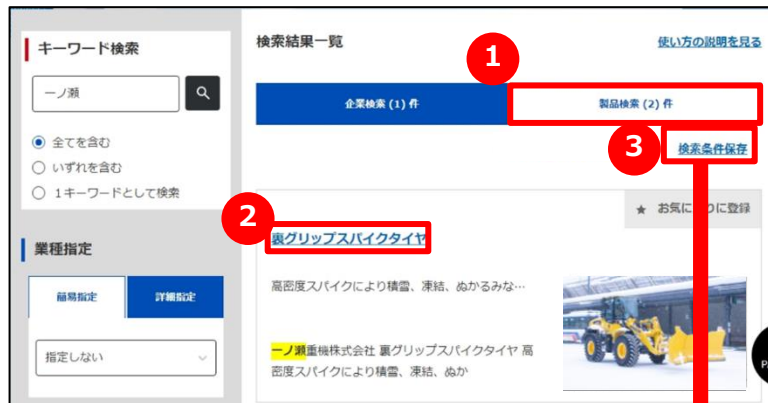 キーワード検索
一ノ瀬
全てを含む
いずれを含む
1キーワードとして検索
業種指定
簡易指定
詳細指定
指定しない
検索結果一覧
使い方の説明を見る
1
企業検索 (1) 件
製品検索 (2) 件
3
検索条件保存
★ お気に りに登録
2
裏グリップスパイクタイヤ
高密度スパイクにより積雪、凍結、ぬかるみな…
一ノ瀬重機株式会社 裏グリップスパイクタイヤ 高
密度スパイクにより積雪、凍結、ぬか